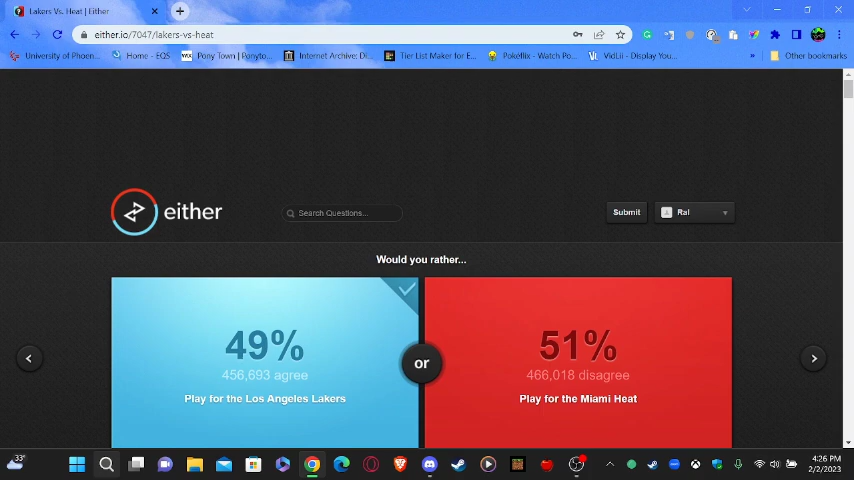 Lakers Vs. Heat | Either
either.io/7047/lakers-vs-heat
University of Phoen...
Home - EQS
WIX
Pony Town | Ponyto...
Internet Archive: Di...
Tier List Maker for E...
Pokéflix - Watch Po...
VidLii - Display You...
»
Other bookmarks
either
Search Questions...
Submit
Ral
Would you rather...
49%
456,693 agree
Play for the Los Angeles Lakers
or
51%
466,018 disagree
Play for the Miami Heat
33°
4:26 PM
2/2/2023